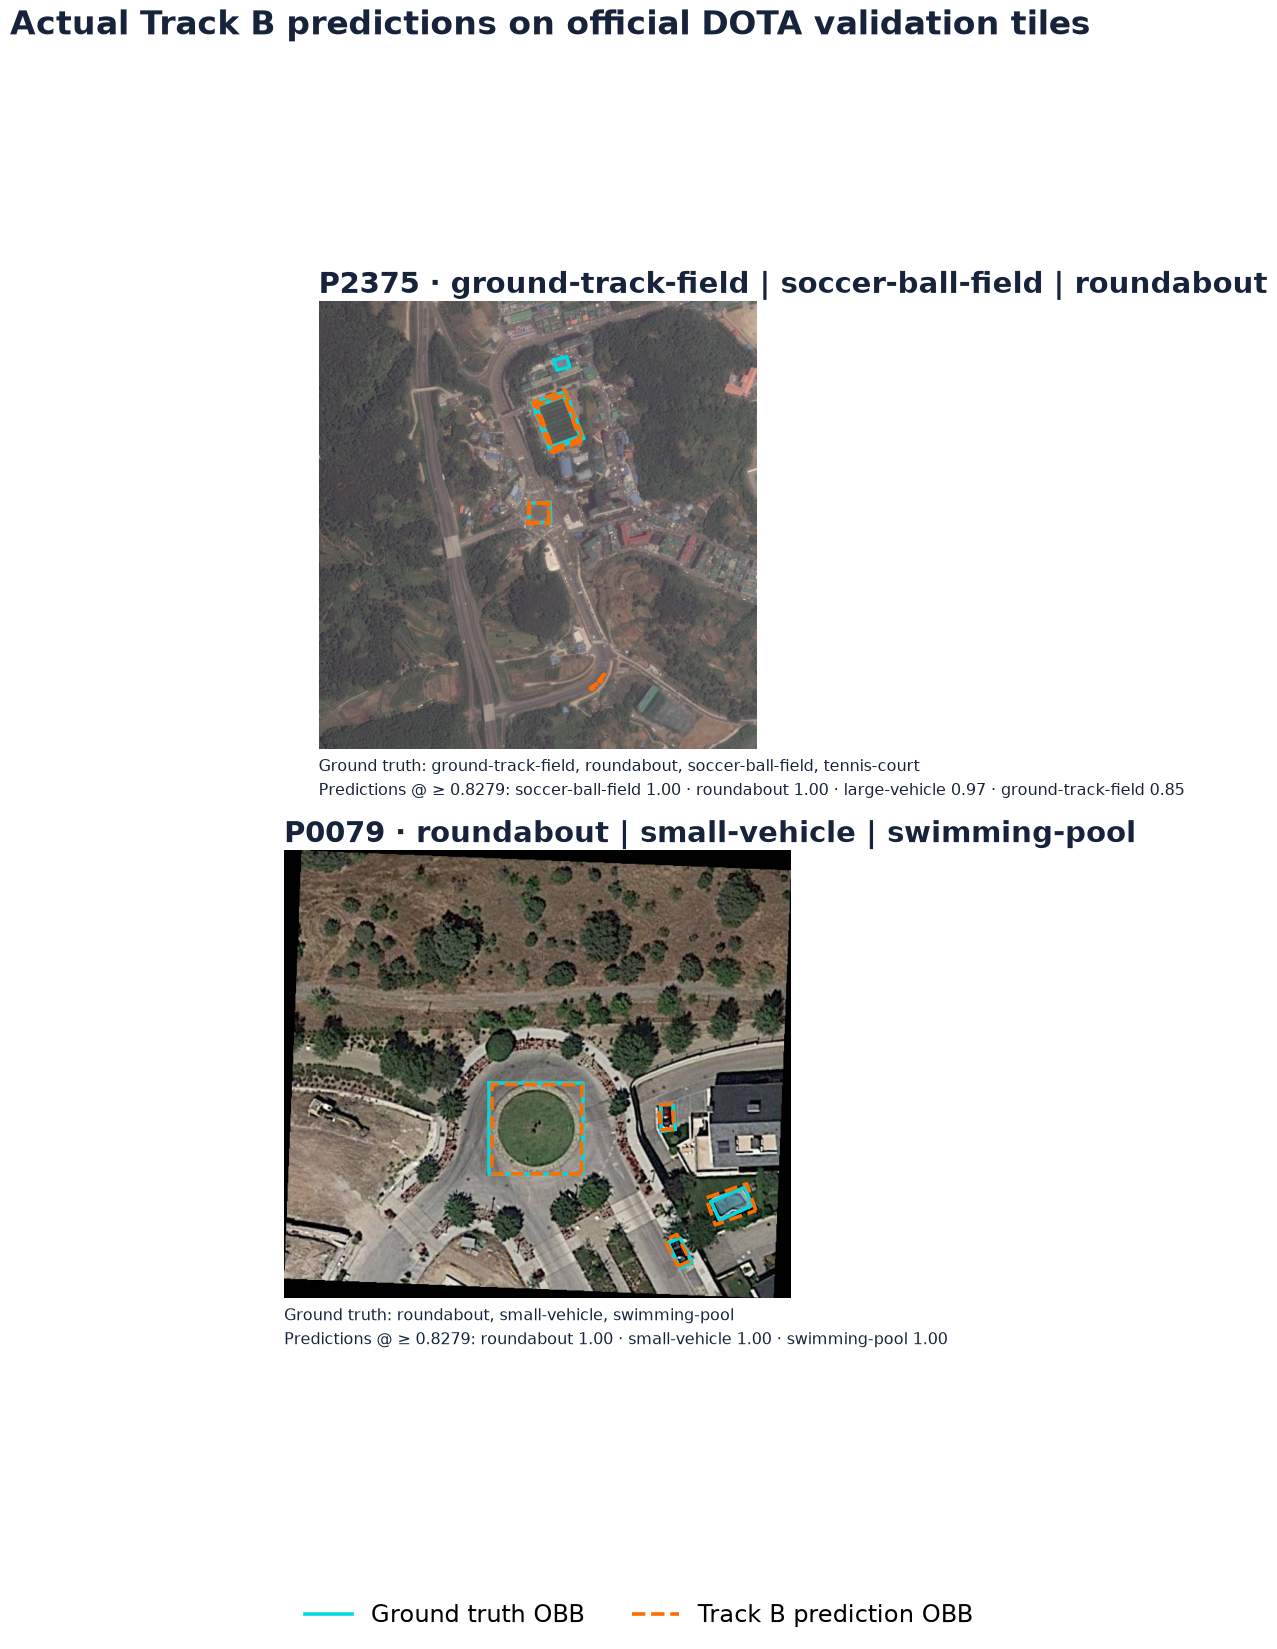 Actual Track B predictions on official DOTA validation tiles
P2375 · ground-track-field | soccer-ball-field | roundabout
Ground truth: ground-track-field, roundabout, soccer-ball-field, tennis-court
Predictions @ ≥ 0.8279: soccer-ball-field 1.00 · roundabout 1.00 · large-vehicle 0.97 · ground-track-field 0.85
P0079 · roundabout | small-vehicle | swimming-pool
Ground truth: roundabout, small-vehicle, swimming-pool
Predictions @ ≥ 0.8279: roundabout 1.00 · small-vehicle 1.00 · swimming-pool 1.00
Ground truth OBB
Track B prediction OBB